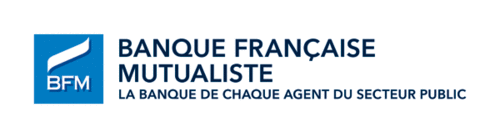 BFM
BANQUE FRANÇAISE
MUTUALISTE
LA BANQUE DE CHAQUE AGENT DU SECTEUR PUBLIC